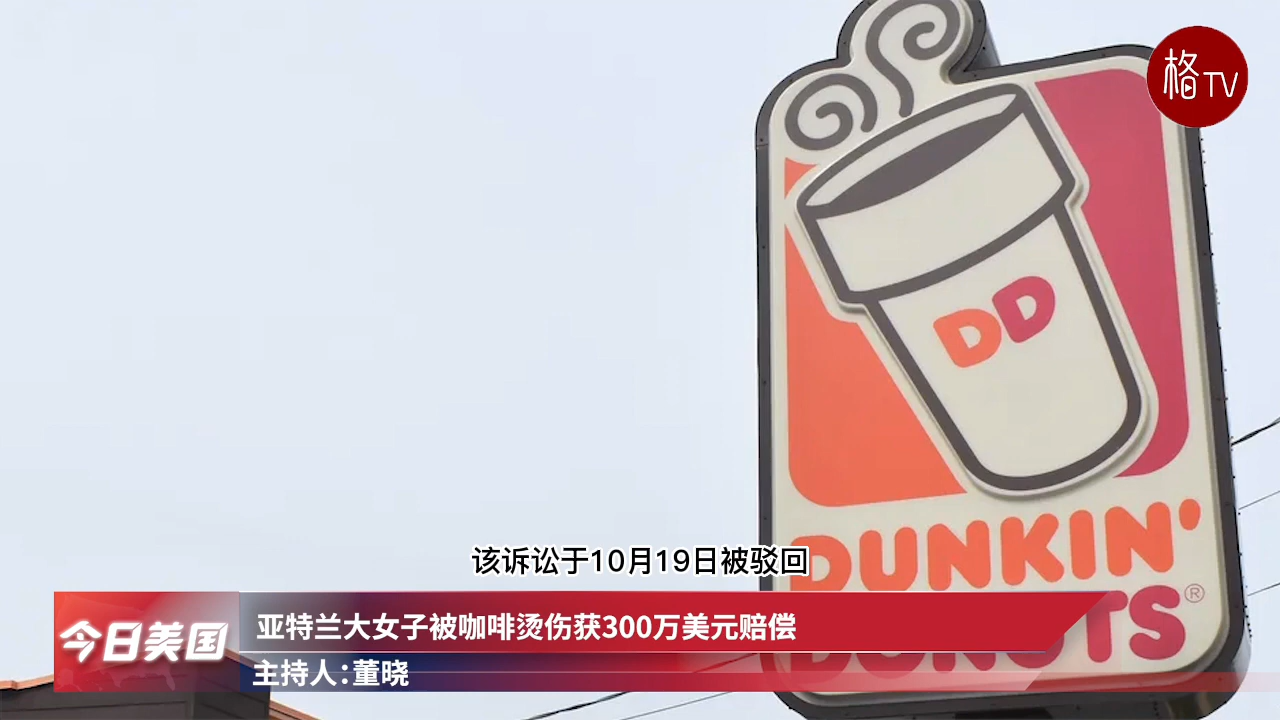 格TV
DD
DUNKIN'
DONUTS
®
该诉讼于10月19日被驳回
今日美国
亚特兰大女子被咖啡烫伤获300万美元赔偿
主持人：董晓